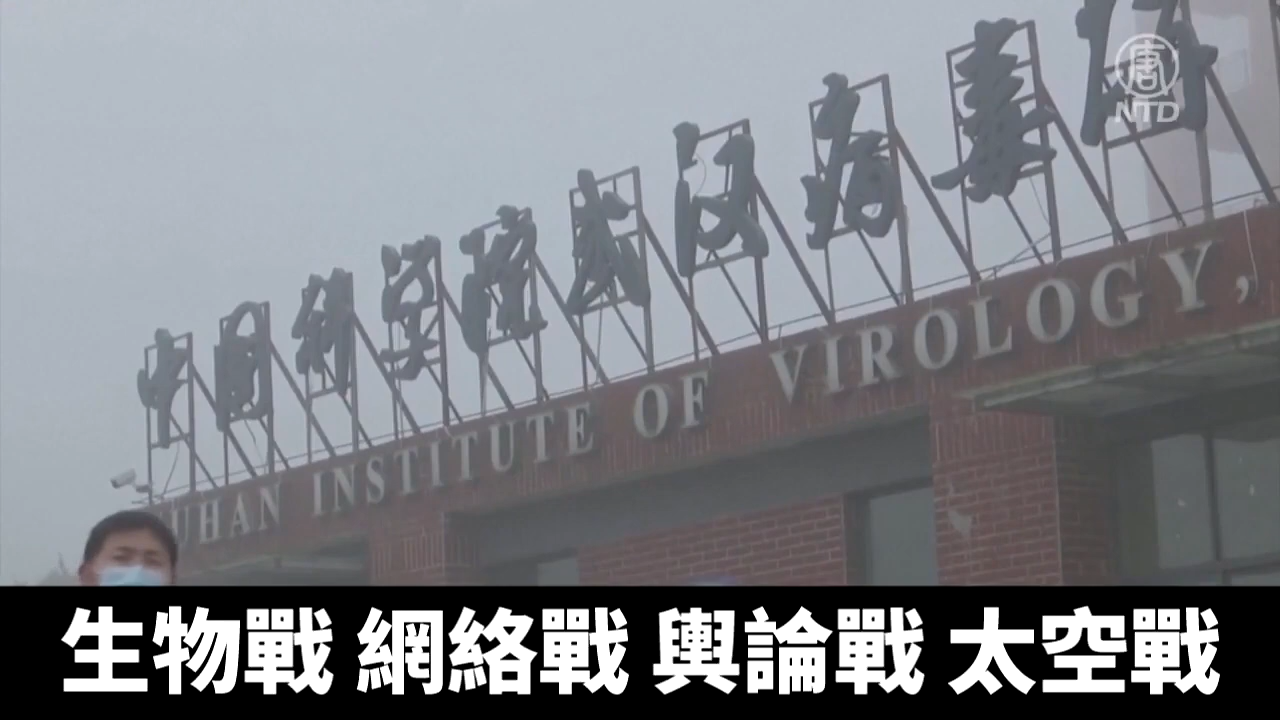 唐
NTD
中国科学院武汉病毒
UHAN INSTITUTE OF VIROLOGY,
生物戰 網絡戰 輿論戰 太空戰